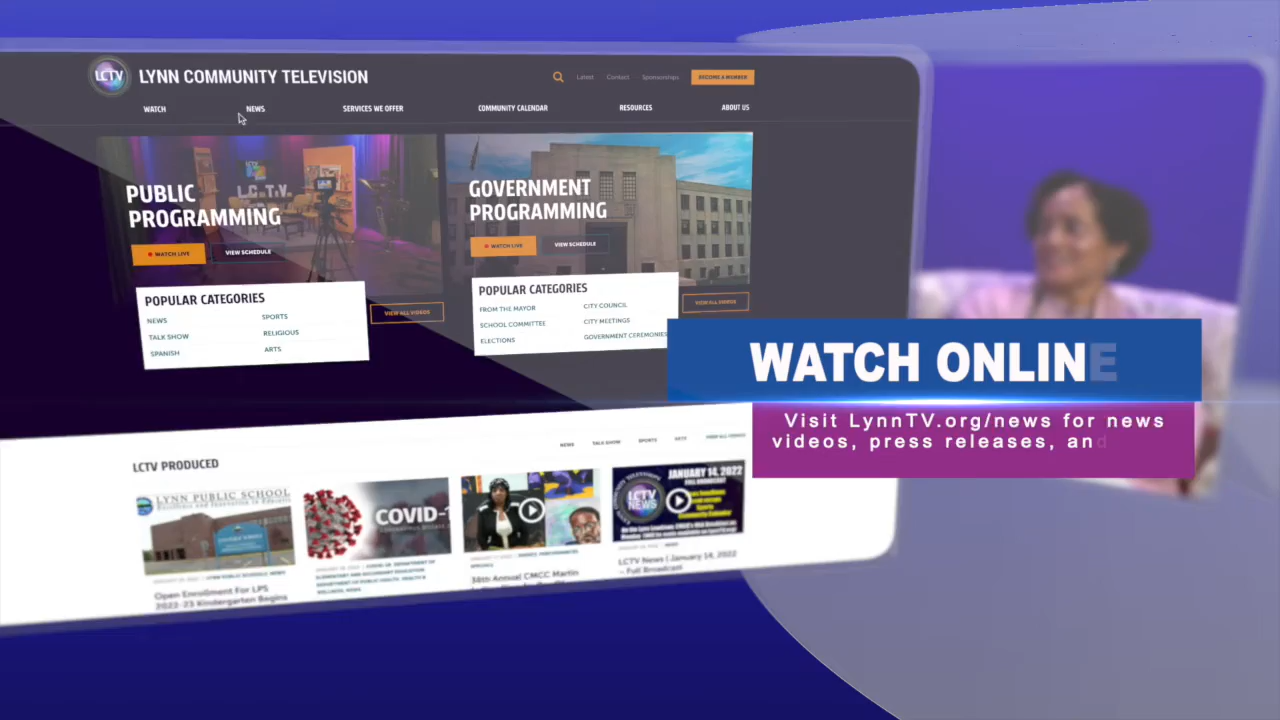 LCTV
LYNN COMMUNITY TELEVISION
Latest Contact Sponsorships BECOME A MEMBER
WATCH NEWS SERVICES WE OFFER COMMUNITY CALENDAR RESOURCES ABOUT US
PUBLIC
PROGRAMMING
WATCH LIVE VIEW SCHEDULE
POPULAR CATEGORIES
NEWS SPORTS
TALK SHOW RELIGIOUS
SPANISH ARTS
VIEW ALL VIDEOS
GOVERNMENT
PROGRAMMING
WATCH LIVE VIEW SCHEDULE
POPULAR CATEGORIES
FROM THE MAYOR CITY COUNCIL
SCHOOL COMMITTEE CITY MEETINGS
ELECTIONS GOVERNMENT CEREMONIES
VIEW ALL VIDEOS
WATCH ONLINE
Visit LynnTV.org/news for news
videos, press releases, and
LCTV PRODUCED
NEWS TALK SHOW SPORTS ARTS VIEW ALL VIDEOS
LYNN PUBLIC SCHOOL
Open Enrollment For LPS
2022-23 Kindergarten Begins
COVID-1
38th Annual CMCC Martin
JANUARY 14, 2022
FULL BROADCAST
LCTV
NEWS
LCTV News | January 14, 2022
– Full Broadcast